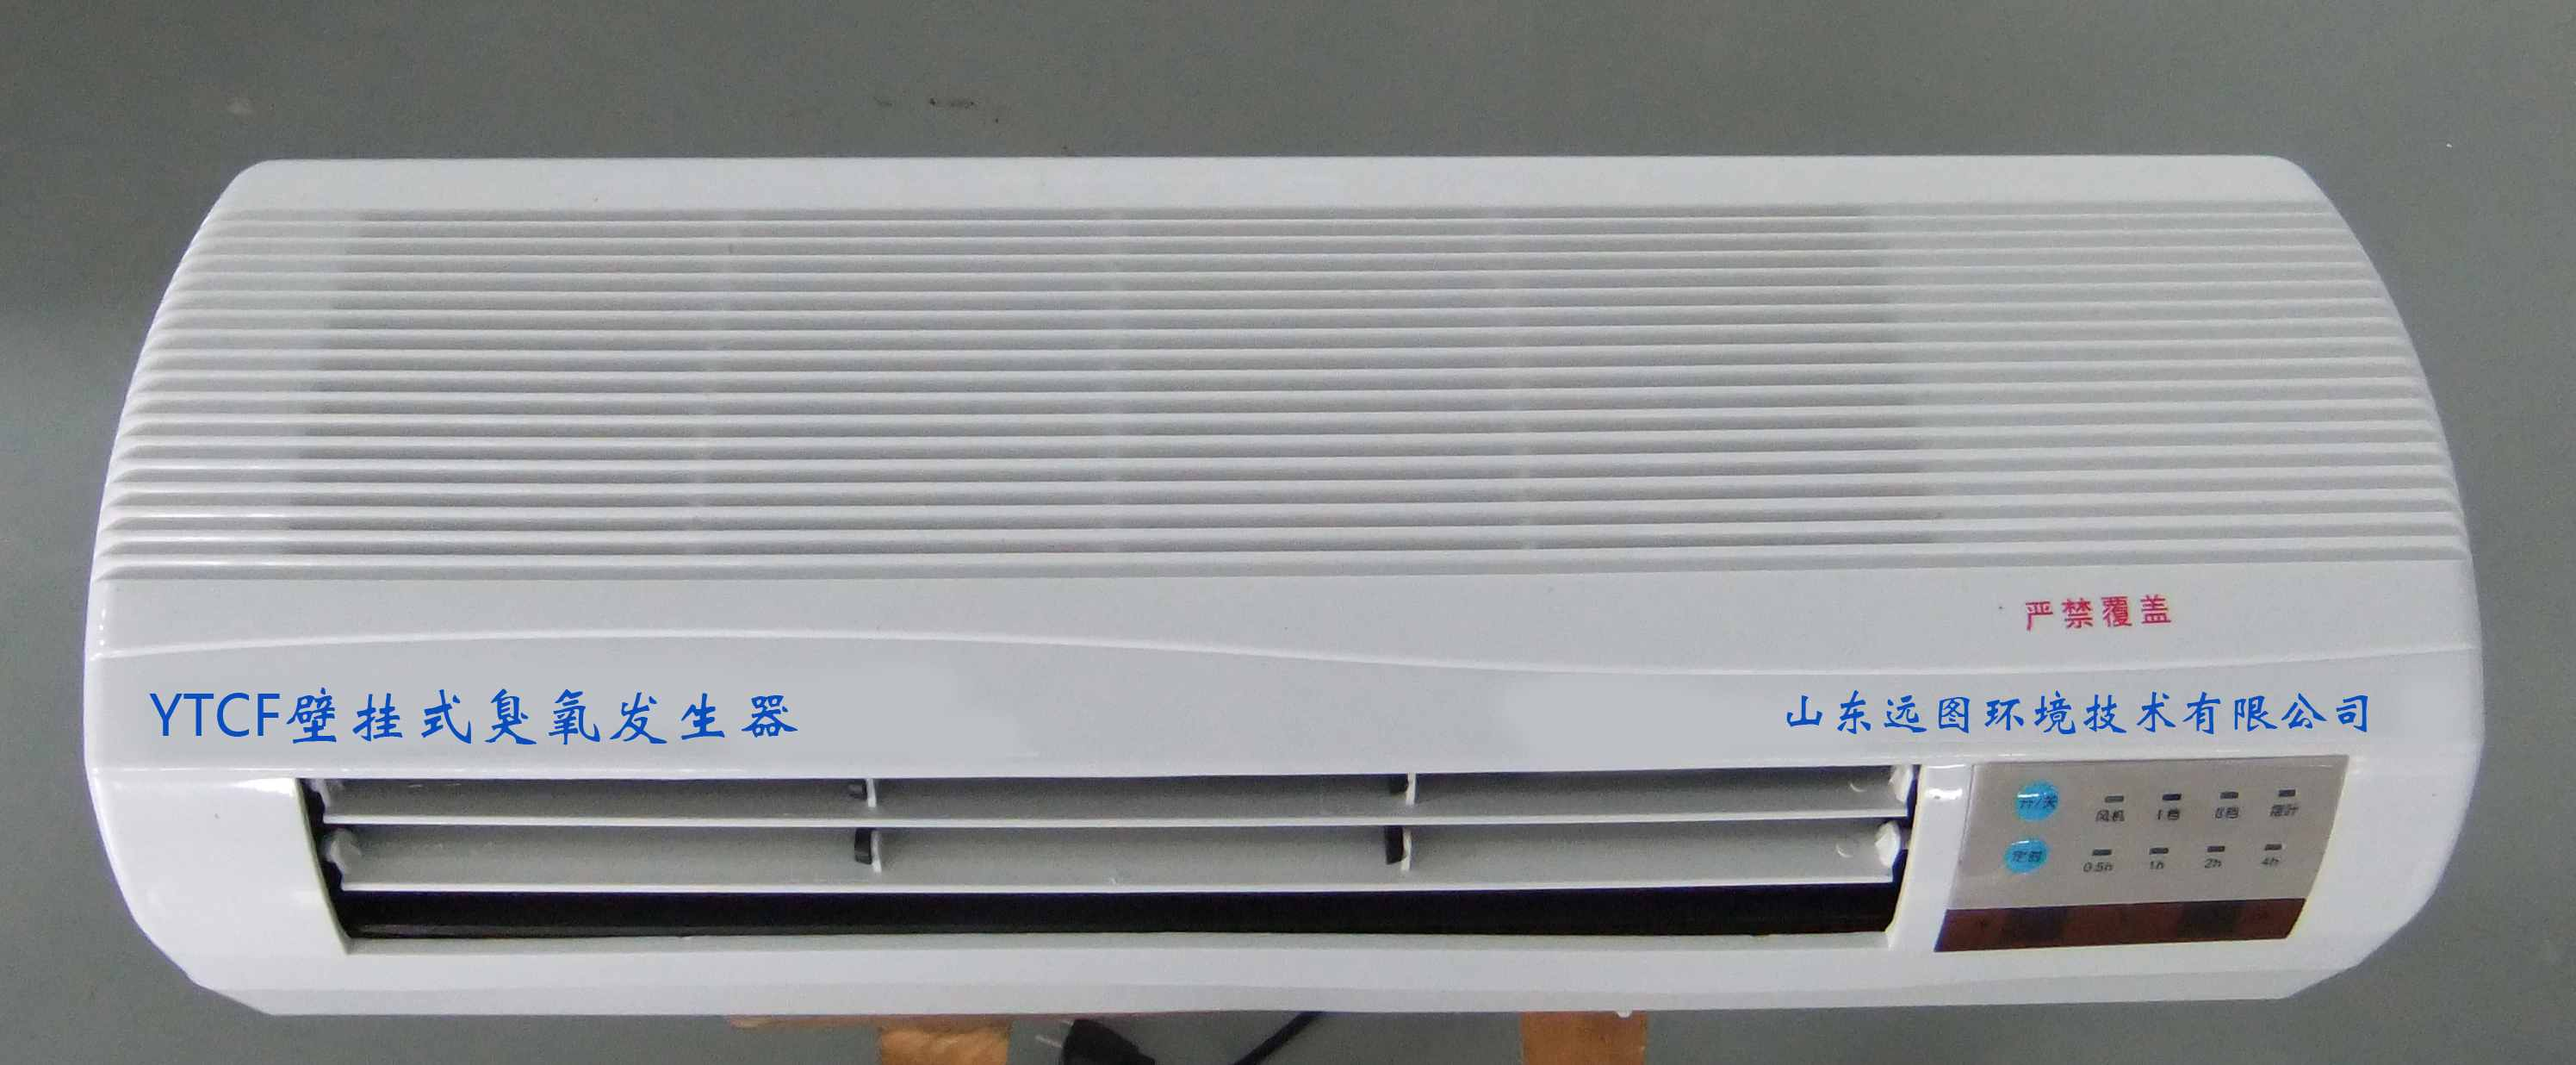 严禁覆盖
YTCF壁挂式臭氧发生器
山东远图环境技术有限公司
开/关
风机 I档 II档 摆叶
定时
0.5h 1h 2h 4h